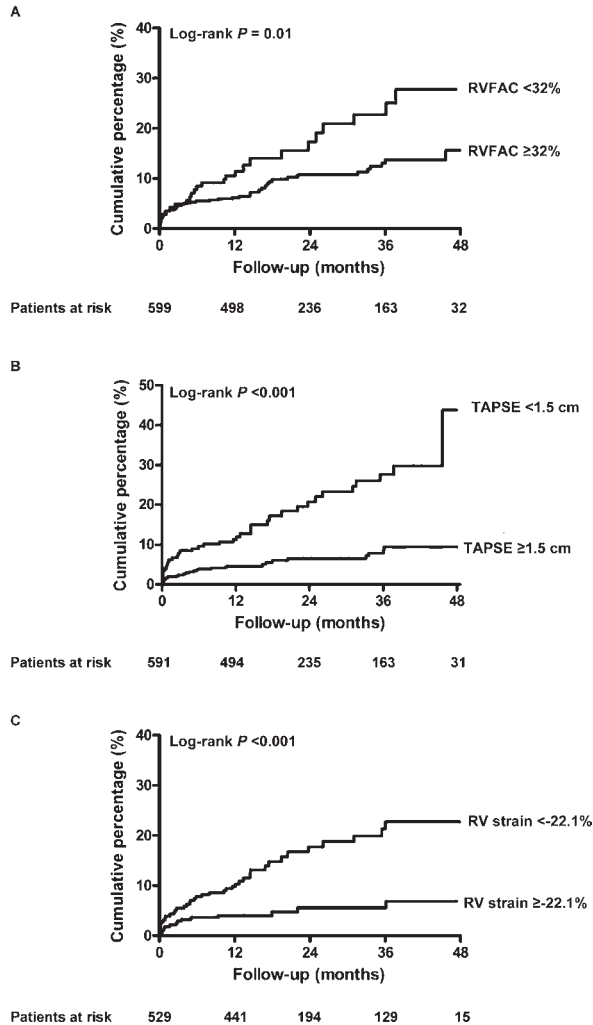 A
Cumulative percentage (%)
Log-rank P = 0.01
40
30
20
10
0
RVFAC <32%
RVFAC ≥32%
0 12 24 36 48
Follow-up (months)
Patients at risk 599 498 236 163 32
B
Cumulative percentage (%)
Log-rank P <0.001
50
40
30
20
10
0
TAPSE <1.5 cm
TAPSE ≥1.5 cm
0 12 24 36 48
Follow-up (months)
Patients at risk 591 494 235 163 31
C
Cumulative percentage (%)
Log-rank P <0.001
40
30
20
10
0
RV strain <-22.1%
RV strain ≥-22.1%
0 12 24 36 48
Follow-up (months)
Patients at risk 529 441 194 129 15